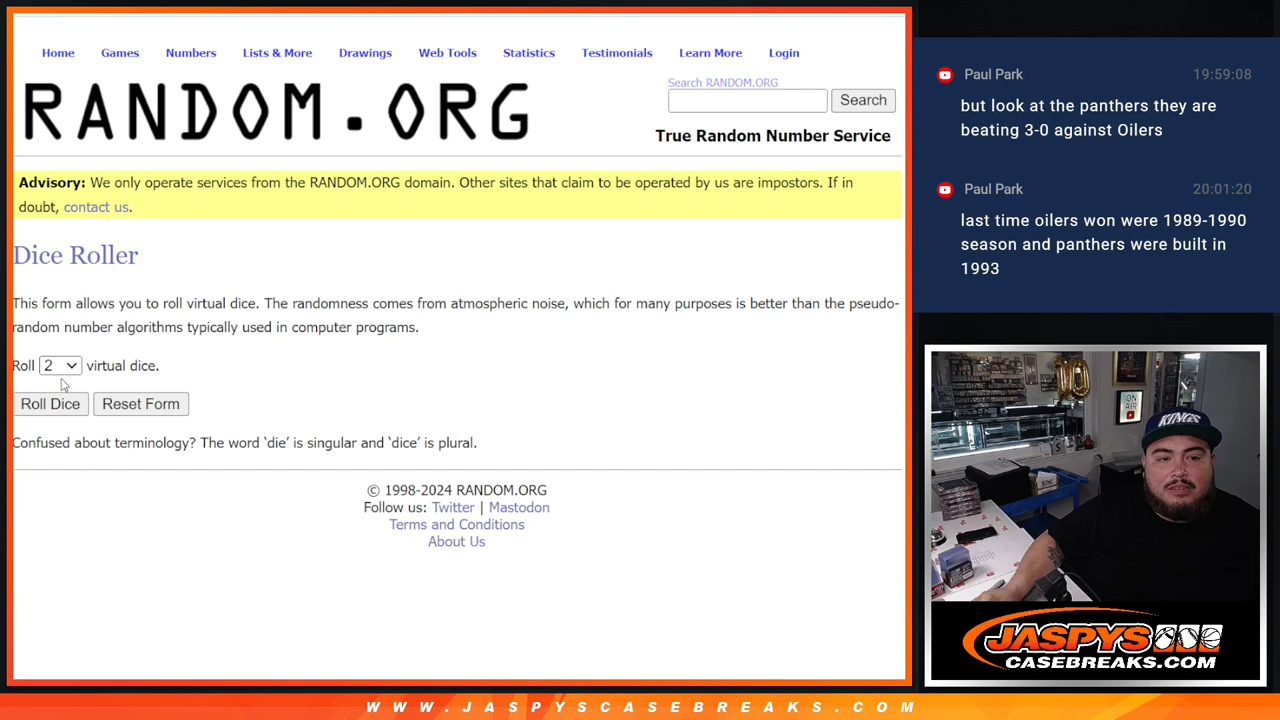 Home Games Numbers Lists & More Drawings Web Tools Statistics Testimonials Learn More Login
RANDOM.ORG
Search RANDOM.ORG
Search
True Random Number Service
Advisory: We only operate services from the RANDOM.ORG domain. Other sites that claim to be operated by us are impostors. If in
doubt, contact us.
Dice Roller
This form allows you to roll virtual dice. The randomness comes from atmospheric noise, which for many purposes is better than the pseudo-
random number algorithms typically used in computer programs.
Roll 2 virtual dice.
Roll Dice Reset Form
Confused about terminology? The word ‘die’ is singular and ‘dice’ is plural.
© 1998-2024 RANDOM.ORG
Follow us: Twitter | Mastodon
Terms and Conditions
About Us
Paul Park 19:59:08
but look at the panthers they are
beating 3-0 against Oilers
Paul Park 20:01:20
last time oilers won were 1989-1990
season and panthers were built in
1993
10
ON
AIR
KINGS
JASPYS
CASEBREAKS.COM
WWW.JASPYSCASEBREAKS.COM